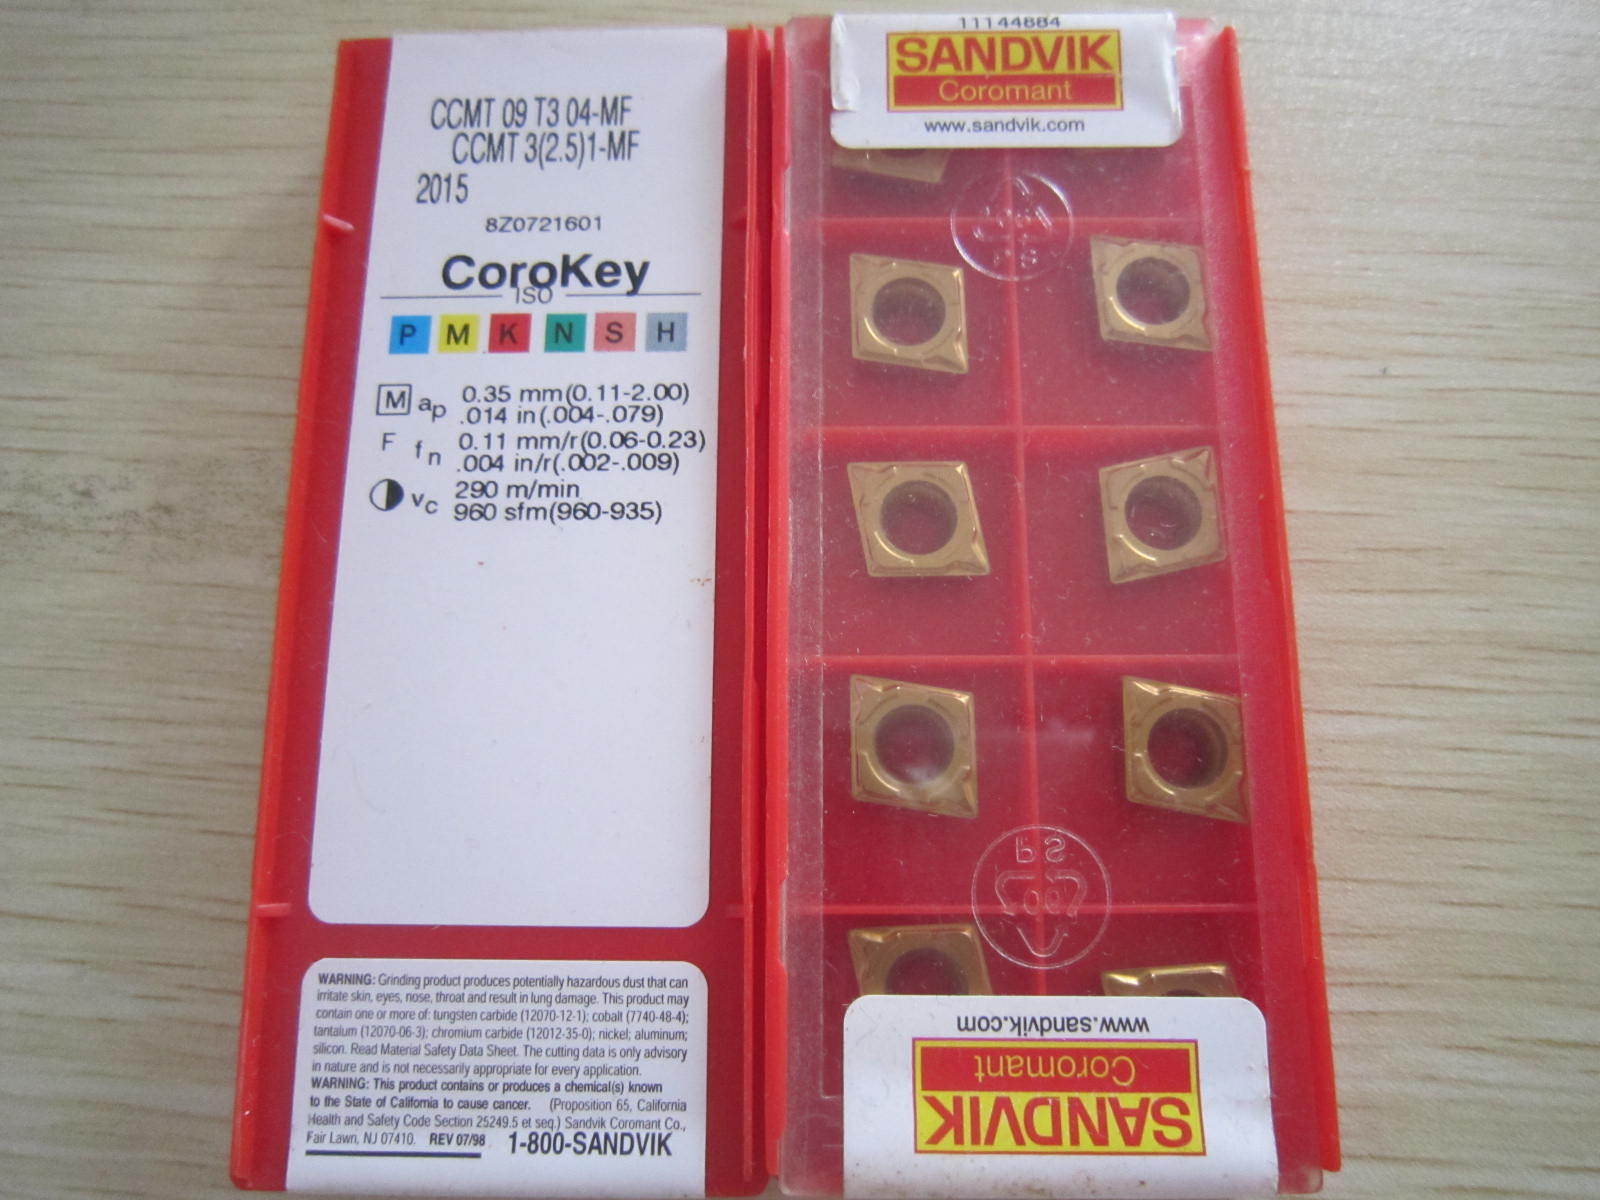 CCMT 09 T3 04-MF
CCMT 3(2.5)1-MF
2015
8Z0721601
CoroKey
ISO
P M K N S H
M ap 0.35 mm(0.11-2.00)
.014 in(.004-.079)
F fn 0.11 mm/r(0.06-0.23)
.004 in/r(.002-.009)
vc 290 m/min
960 sfm(960-935)
WARNING: Grinding product produces potentially hazardous dust that can
irritate skin, eyes, nose, throat and result in lung damage. This product may
contain one or more of: tungsten carbide (12070-12-1); cobalt (7740-48-4);
tantalum (12070-06-3); chromium carbide (12012-35-0); nickel; aluminum;
silicon. Read Material Safety Data Sheet. The cutting data is only advisory
in nature and is not necessarily appropriate for every application.
WARNING: This product contains or produces a chemical(s) known
to the State of California to cause cancer. (Proposition 65, California
Health and Safety Code Section 25249.5 et seq.) Sandvik Coromant Co.,
Fair Lawn, NJ 07410. REV 07/98 1-800-SANDVIK
11144884
SANDVIK
Coromant
www.sandvik.com
PS
06
PS
www.sandvik.com
Coromant
SANDVIK